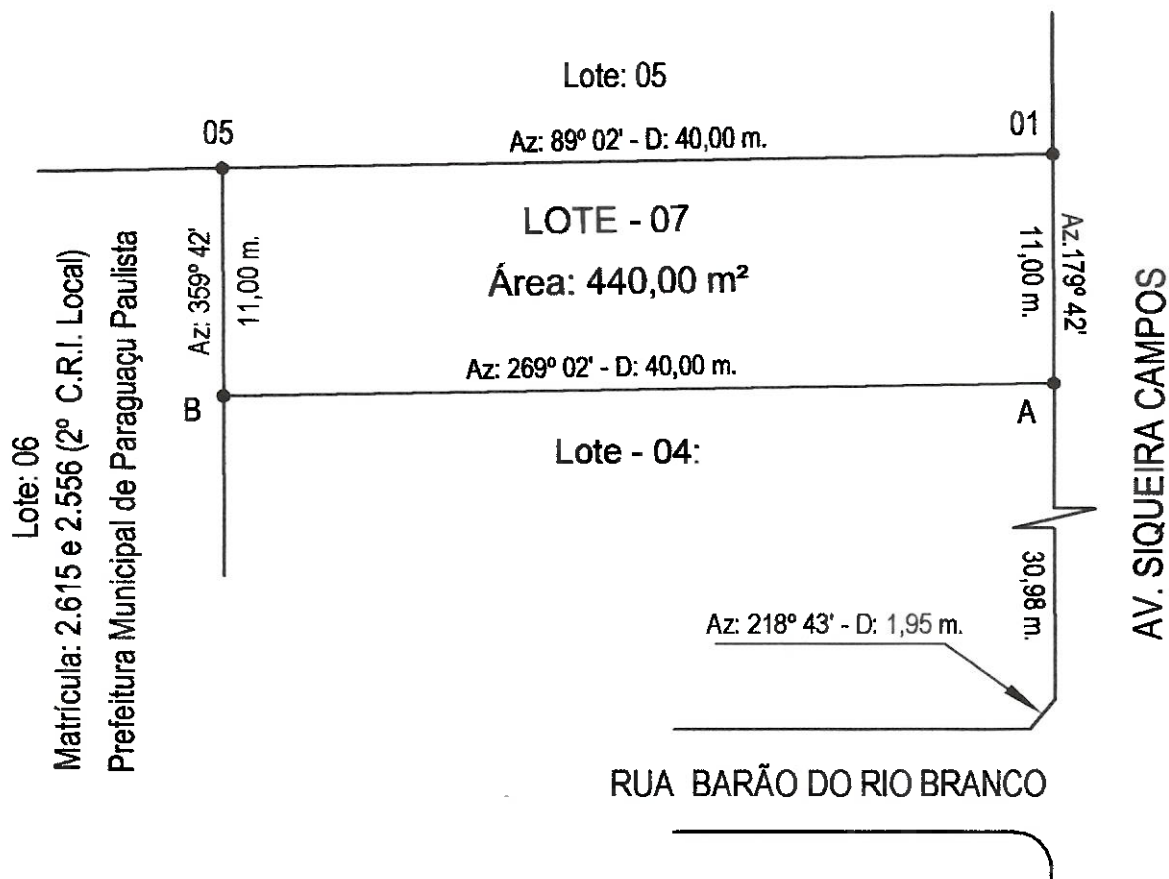 Lote: 05
05
01
Az: 89º 02' - D: 40,00 m.
LOTE - 07
Área: 440,00 m²
Az: 359º 42'
11,00 m.
Az.179º 42'
11,00 m.
Az: 269º 02' - D: 40,00 m.
B
A
Lote - 04:
Lote: 06
Matrícula: 2.615 e 2.556 (2º C.R.I. Local)
Prefeitura Municipal de Paraguaçu Paulista
AV. SIQUEIRA CAMPOS
30,98 m.
Az: 218º 43' - D: 1,95 m.
RUA BARÃO DO RIO BRANCO